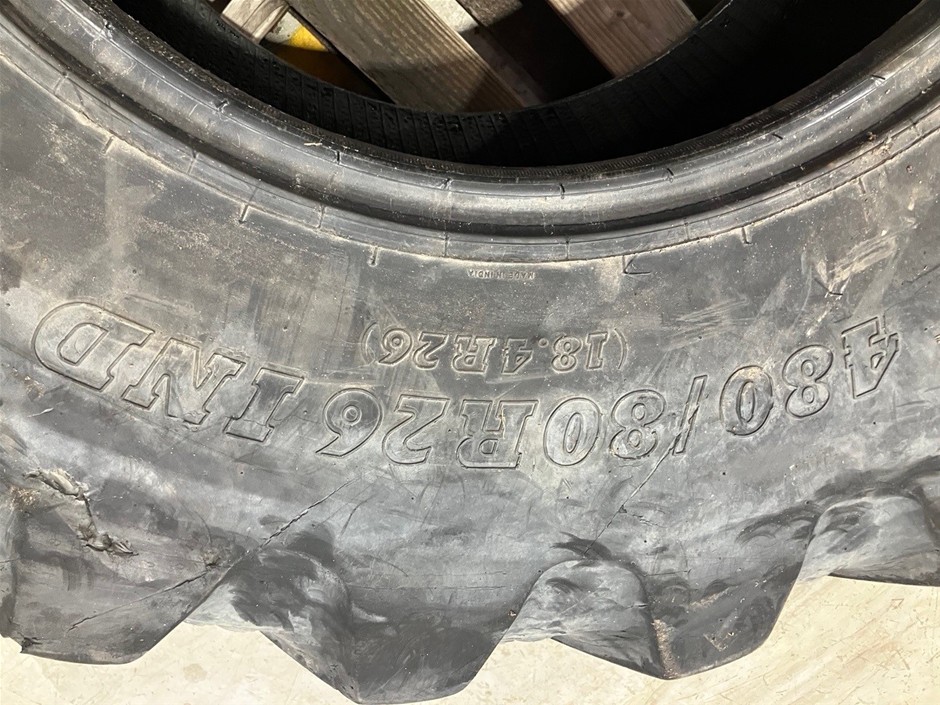 480/80R26 IND
(18.4R26)
MADE IN INDIA